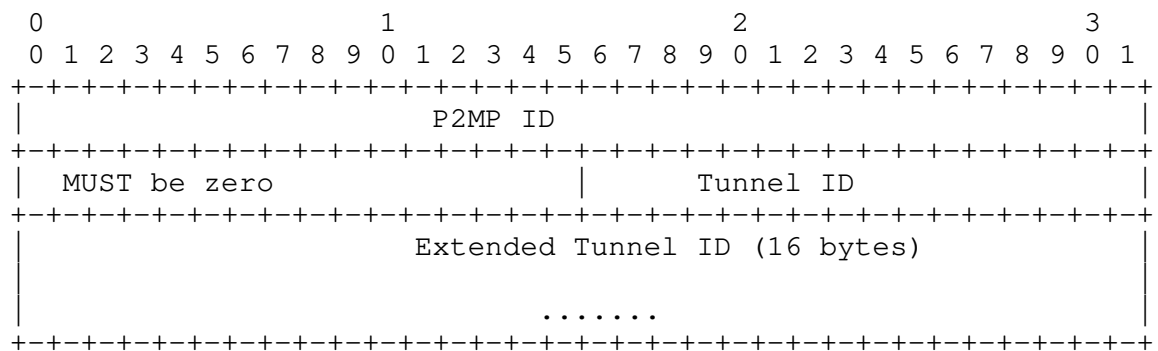 0                   1                   2                   3
 0 1 2 3 4 5 6 7 8 9 0 1 2 3 4 5 6 7 8 9 0 1 2 3 4 5 6 7 8 9 0 1
+-+-+-+-+-+-+-+-+-+-+-+-+-+-+-+-+-+-+-+-+-+-+-+-+-+-+-+-+-+-+-+-+
|                       P2MP ID                                 |
+-+-+-+-+-+-+-+-+-+-+-+-+-+-+-+-+-+-+-+-+-+-+-+-+-+-+-+-+-+-+-+-+
|  MUST be zero                 |      Tunnel ID                |
+-+-+-+-+-+-+-+-+-+-+-+-+-+-+-+-+-+-+-+-+-+-+-+-+-+-+-+-+-+-+-+-+
|                      Extended Tunnel ID (16 bytes)            |
|                                                               |
|                             .......                           |
+-+-+-+-+-+-+-+-+-+-+-+-+-+-+-+-+-+-+-+-+-+-+-+-+-+-+-+-+-+-+-+-+